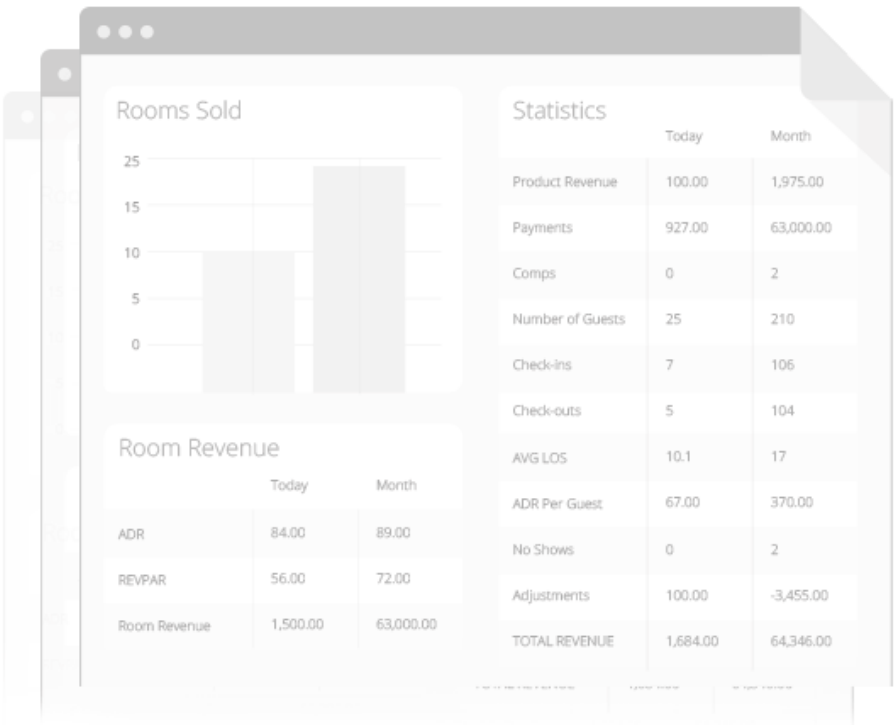 Rooms Sold
25
15
10
5
0
Room Revenue
Today Month
ADR 84.00 89.00
REVPAR 56.00 72.00
Room Revenue 1,500.00 63,000.00
Statistics
Today Month
Product Revenue 100.00 1,975.00
Payments 927.00 63,000.00
Comps 0 2
Number of Guests 25 210
Check-ins 7 106
Check-outs 5 104
AVG LOS 10.1 17
ADR Per Guest 67.00 370.00
No Shows 0 2
Adjustments 100.00 -3,455.00
TOTAL REVENUE 1,684.00 64,346.00